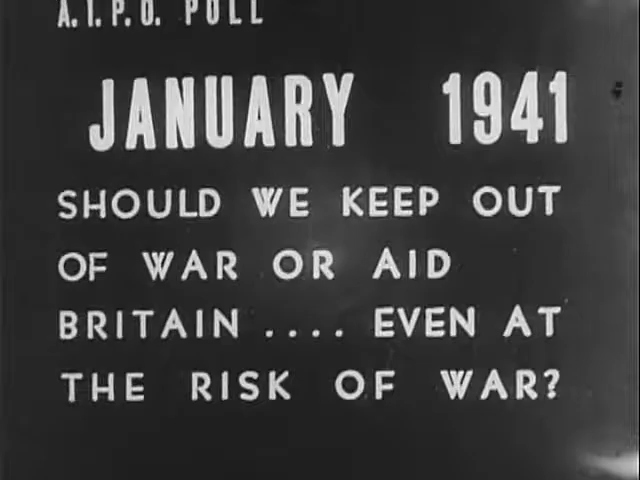 A.I.P.O. POLL
JANUARY 1941
SHOULD WE KEEP OUT
OF WAR OR AID
BRITAIN .... EVEN AT
THE RISK OF WAR?